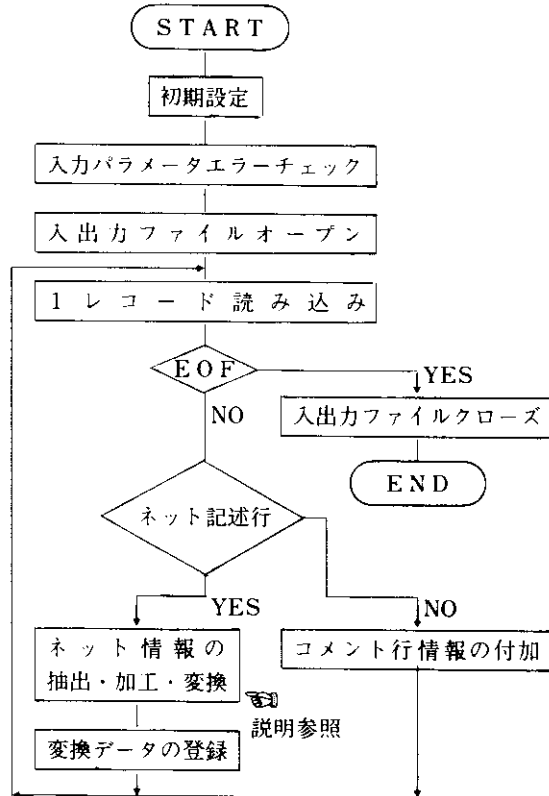 START
初期設定
入力パラメータエラーチェック
入出力ファイルオープン
1レコード読み込み
EOF
YES
NO
入出力ファイルクローズ
END
ネット記述行
YES
NO
ネット情報の
抽出・加工・変換
コメント行情報の付加
説明参照
変換データの登録